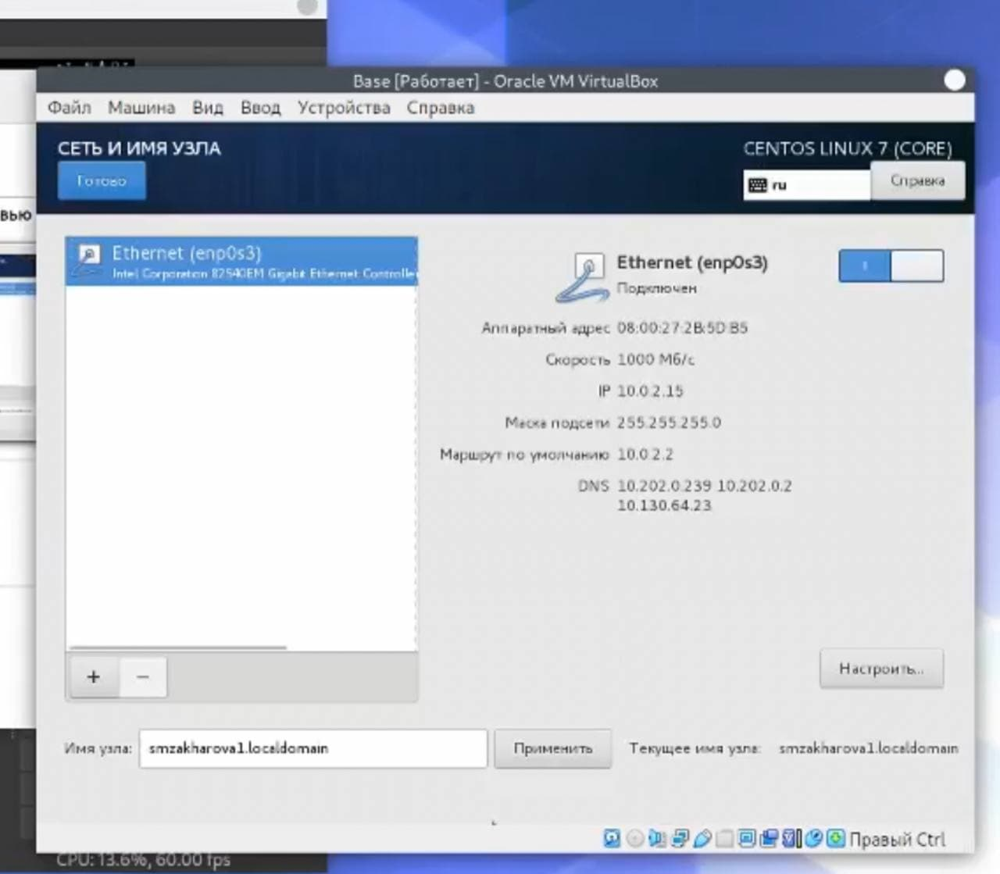 Base [Работает] - Oracle VM VirtualBox
Файл Машина Вид Ввод Устройства Справка
СЕТЬ И ИМЯ УЗЛА
CENTOS LINUX 7 (CORE)
Готово
ru
Справка
вью
Ethernet (enp0s3)
Intel Corporation 82540EM Gigabit Ethernet Controlle
Ethernet (enp0s3)
Подключен
Аппаратный адрес 08:00:27:2B:5D:B5
Скорость 1000 Мб/с
IP 10.0.2.15
Маска подсети 255.255.255.0
Маршрут по умолчанию 10.0.2.2
DNS 10.202.0.239 10.202.0.2
10.130.64.23
+ −
Настроить...
Имя узла: smzakharova1.localdomain
Применить
Текущее имя узла: smzakharova1.localdomain
Правый Ctrl
CPU: 13.6%, 60.00 fps